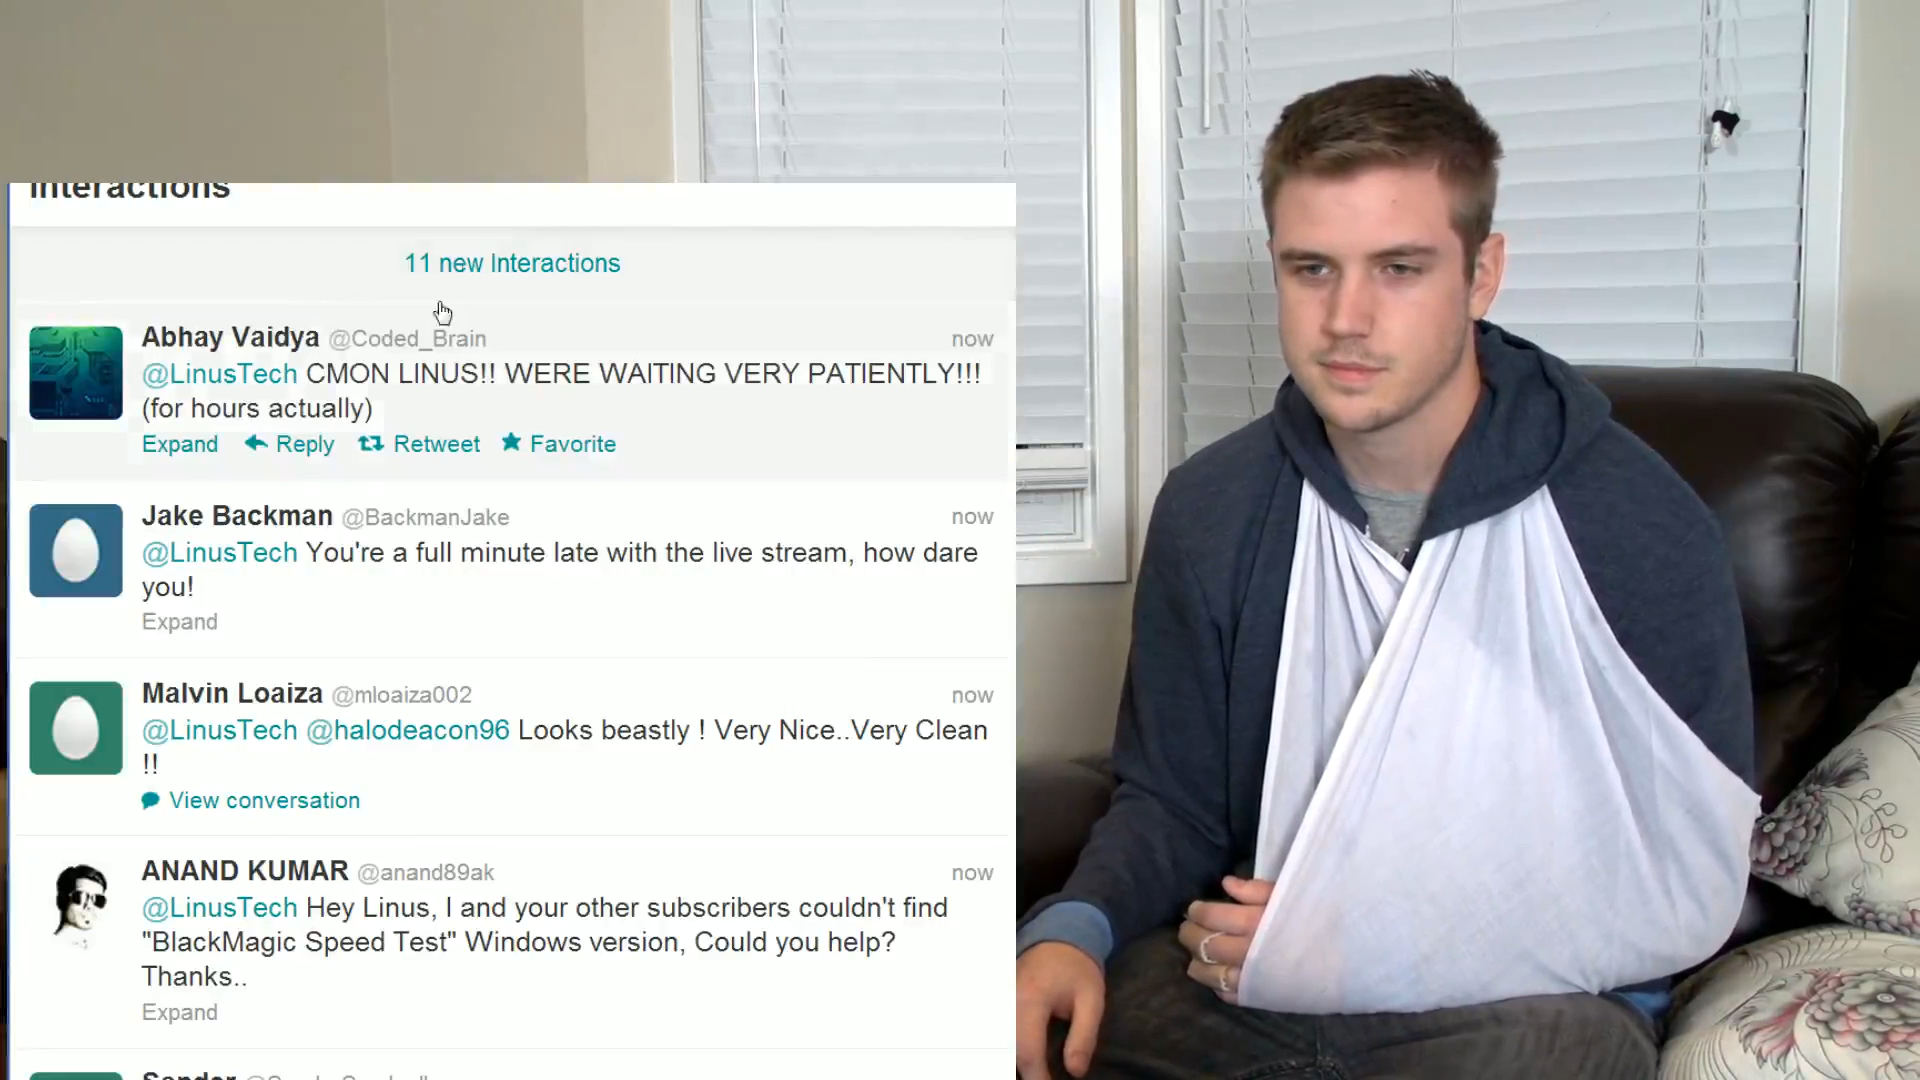 Interactions
11 new Interactions
Abhay Vaidya @Coded_Brain now
@LinusTech CMON LINUS!! WERE WAITING VERY PATIENTLY!!!
(for hours actually)
Expand Reply Retweet Favorite
Jake Backman @BackmanJake now
@LinusTech You're a full minute late with the live stream, how dare
you!
Expand
Malvin Loaiza @mloaiza002 now
@LinusTech @halodeacon96 Looks beastly ! Very Nice..Very Clean
!!
View conversation
ANAND KUMAR @anand89ak now
@LinusTech Hey Linus, I and your other subscribers couldn't find
"BlackMagic Speed Test" Windows version, Could you help?
Thanks..
Expand